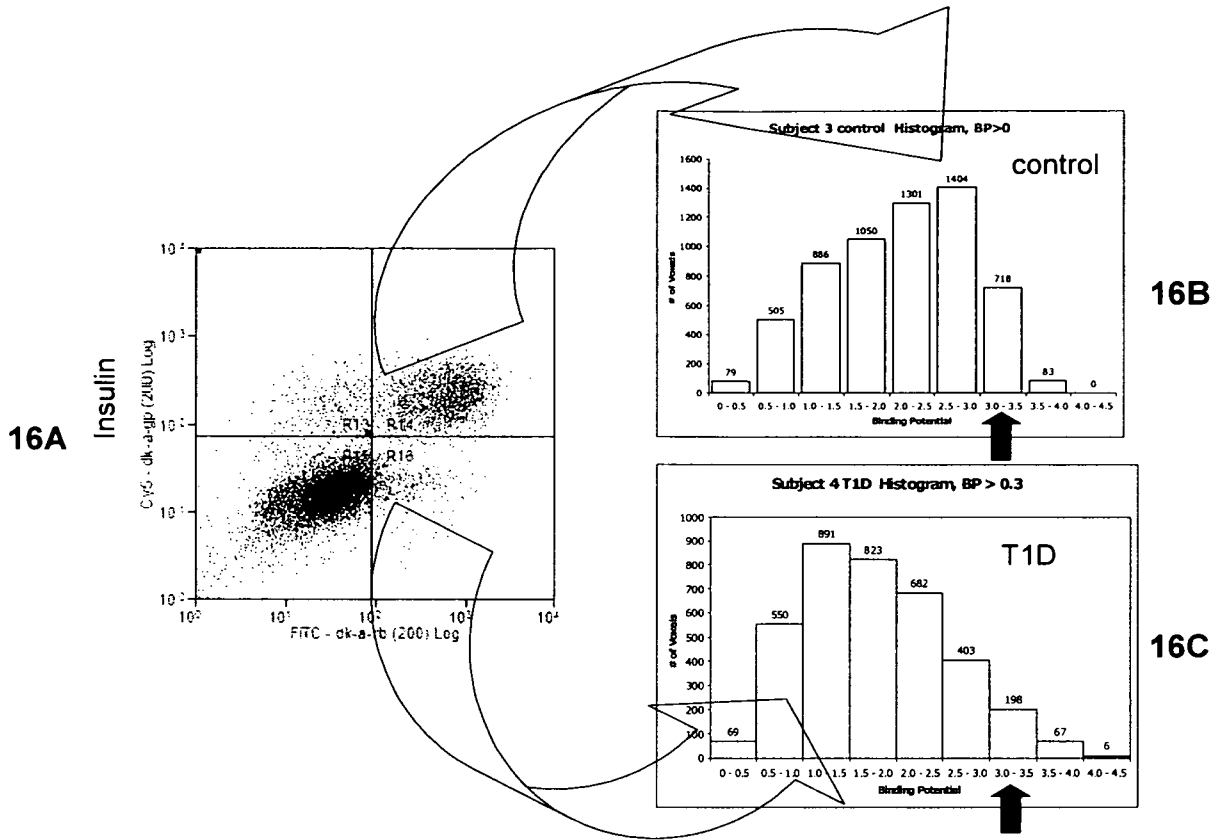 16A
Insulin
Cy5 - dk-a-gp (200) Log
10³
10⁰
10¹
10²
10³
10⁴
FITC - dk-a-rb (200) Log
R13
R14
R16
Subject 3 control Histogram, BP>0
control
# of Voxels
1600
1400
1200
1000
800
600
400
200
0
79
505
886
1050
1301
1404
718
83
0
0 - 0.5
0.5 - 1.0
1.0 - 1.5
1.5 - 2.0
2.0 - 2.5
2.5 - 3.0
3.0 - 3.5
3.5 - 4.0
4.0 - 4.5
Binding Potential
16B
Subject 4 T1D Histogram, BP > 0.3
T1D
# of Voxels
1000
900
800
700
600
500
400
300
200
100
0
69
550
891
823
682
403
198
67
6
0 - 0.5
0.5 - 1.0
1.0 - 1.5
1.5 - 2.0
2.0 - 2.5
2.5 - 3.0
3.0 - 3.5
3.5 - 4.0
4.0 - 4.5
Binding Potential
16C